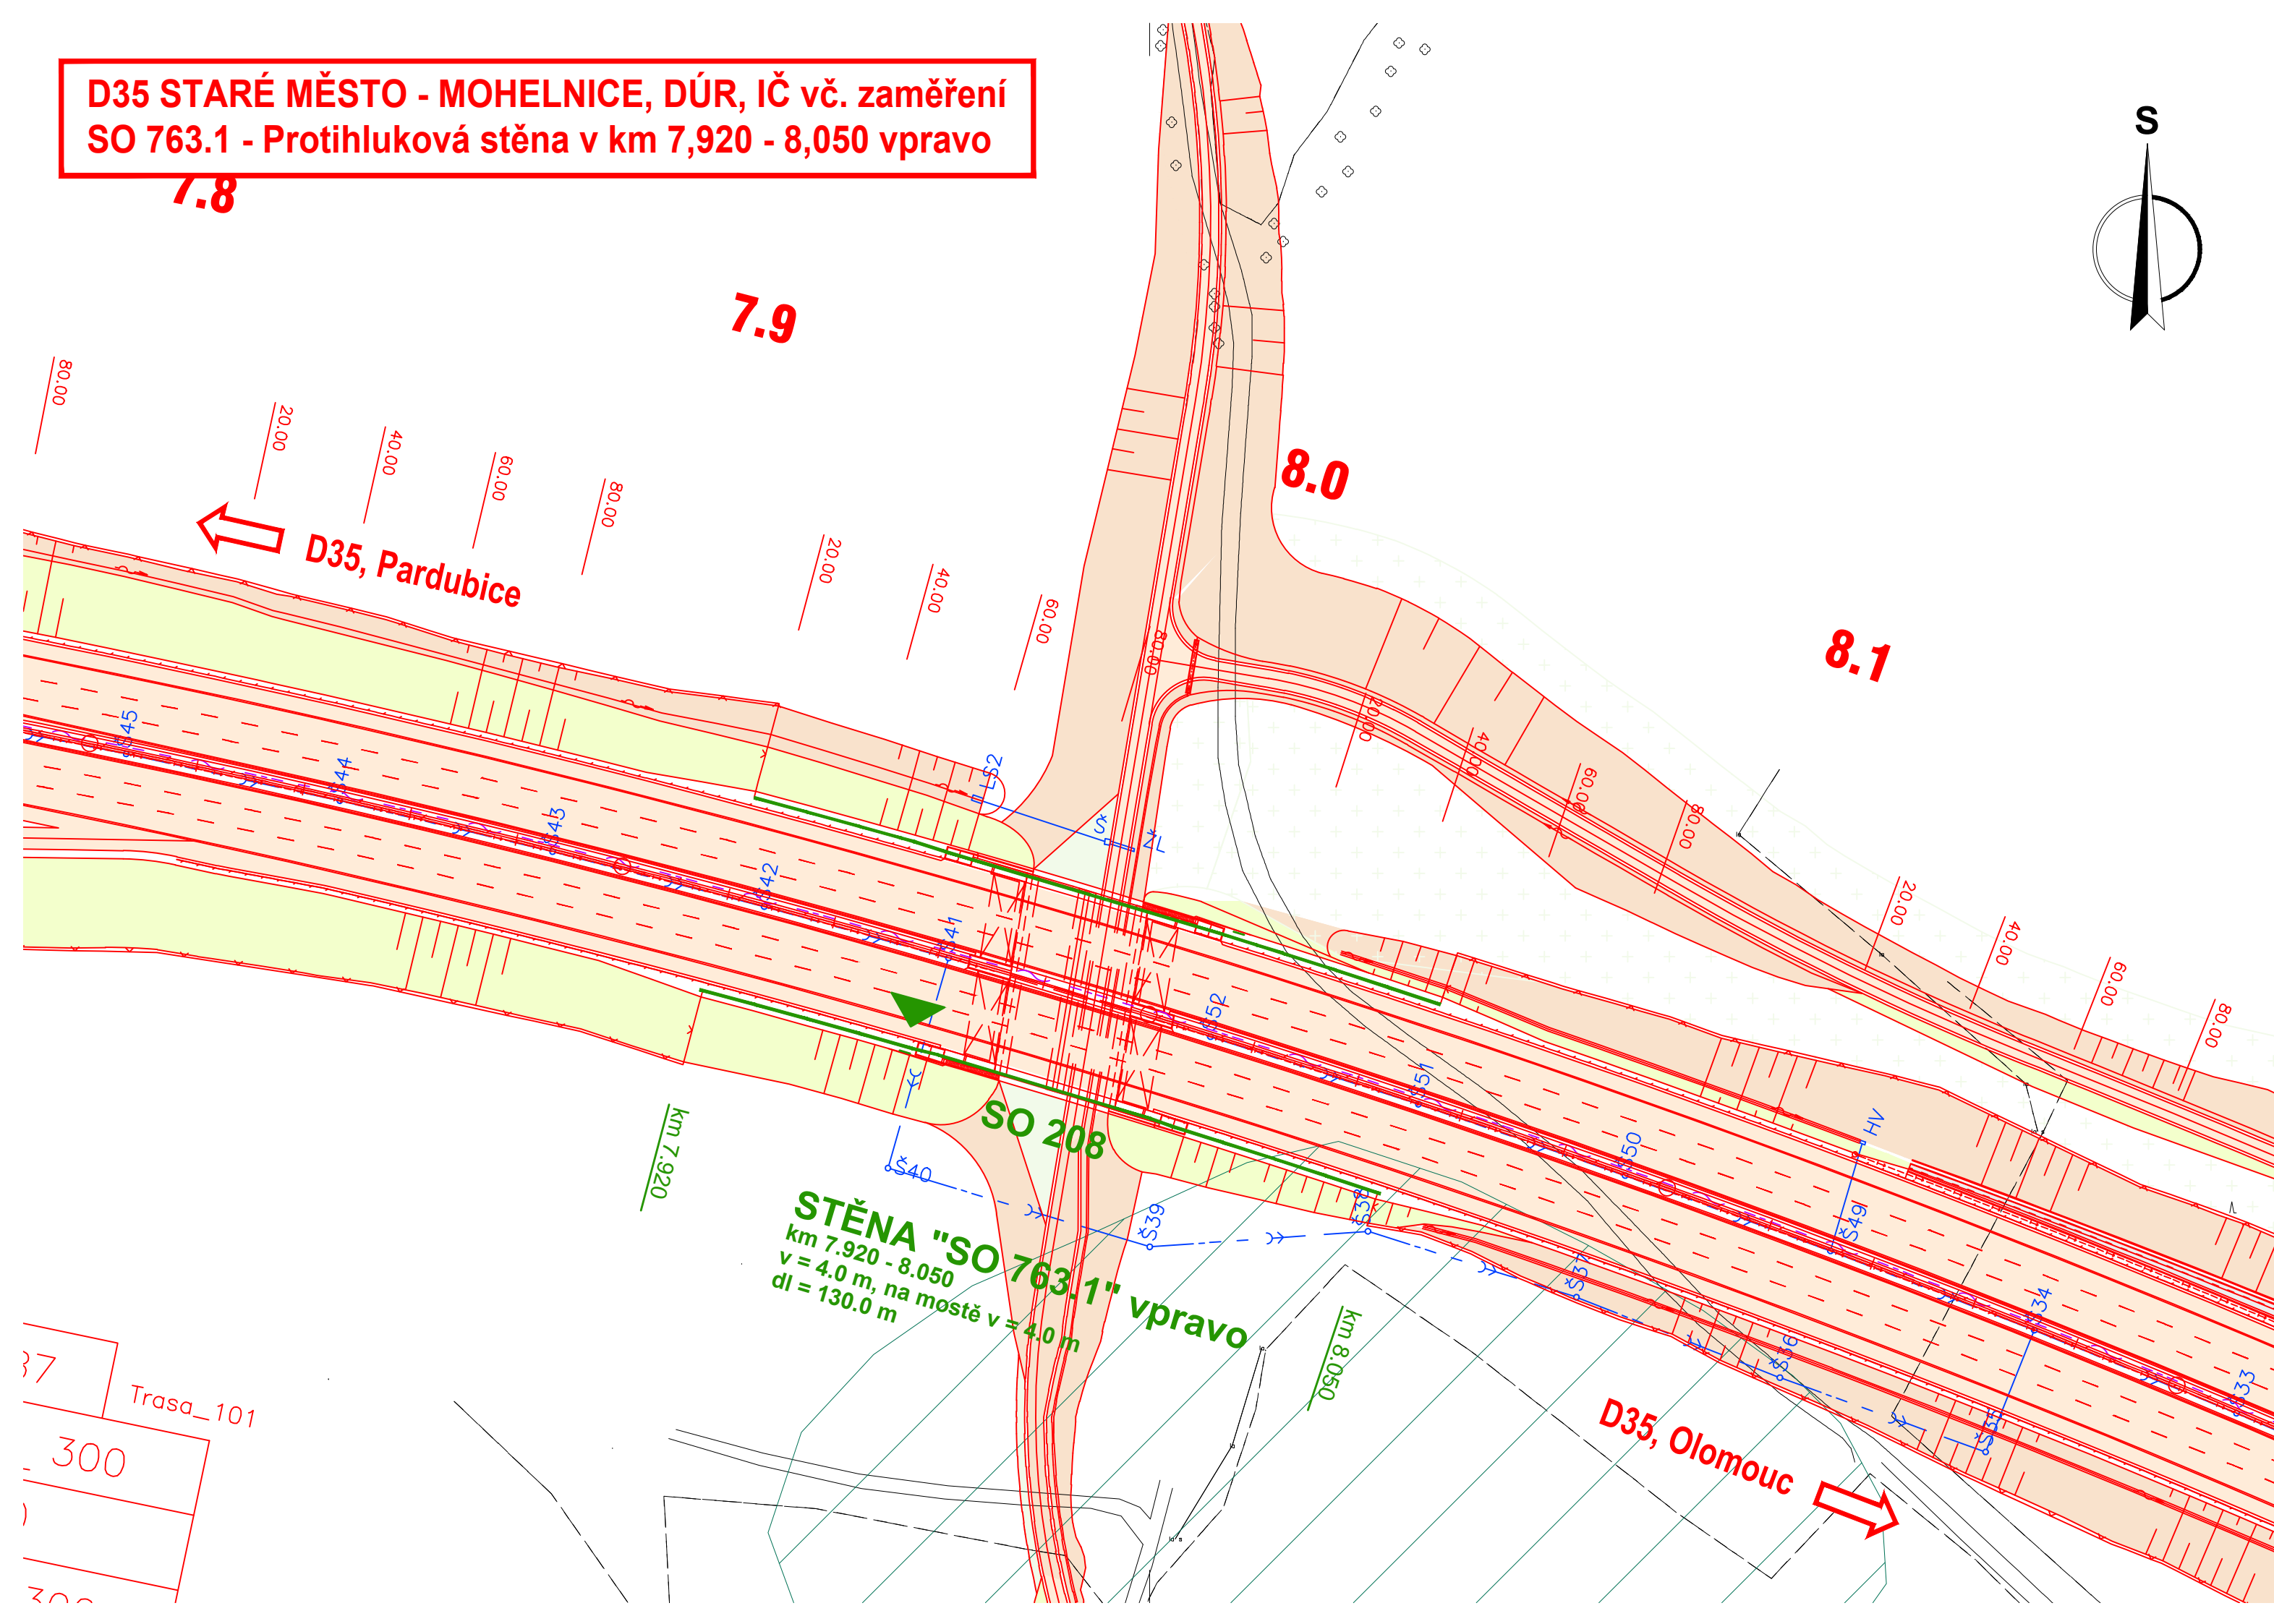 D35 STARÉ MĚSTO - MOHELNICE, DÚR, IČ vč. zaměření
SO 763.1 - Protihluková stěna v km 7,920 - 8,050 vpravo
S
7.8
7.9
8.0
8.1
80.00
20.00
40.00
60.00
80.00
20.00
40.00
60.00
80.00
20.00
40.00
60.00
80.00
20.00
40.00
60.00
80.00
D35, Pardubice
Š45
Š44
Š43
Š42
Š41
LS2
Š
ŽL
Š52
Š51
Š50
HV
Š49
Š34
Š33
Š40
Š39
Š38
Š37
Š36
Š35
SO 208
km 7.920
STĚNA "SO 763.1" vpravo
km 7.920 - 8.050
v = 4.0 m, na mostě v = 4.0 m
dl = 130.0 m
km 8.050
D35, Olomouc
Trasa_101
300